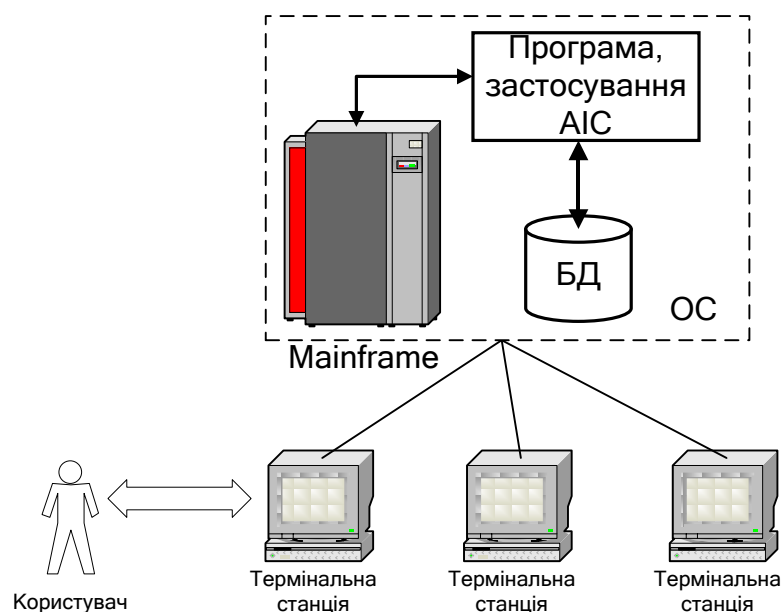 Програма,
застосування
АІС
БД
ОС
Mainframe
Користувач
Термінальна
станція
Термінальна
станція
Термінальна
станція